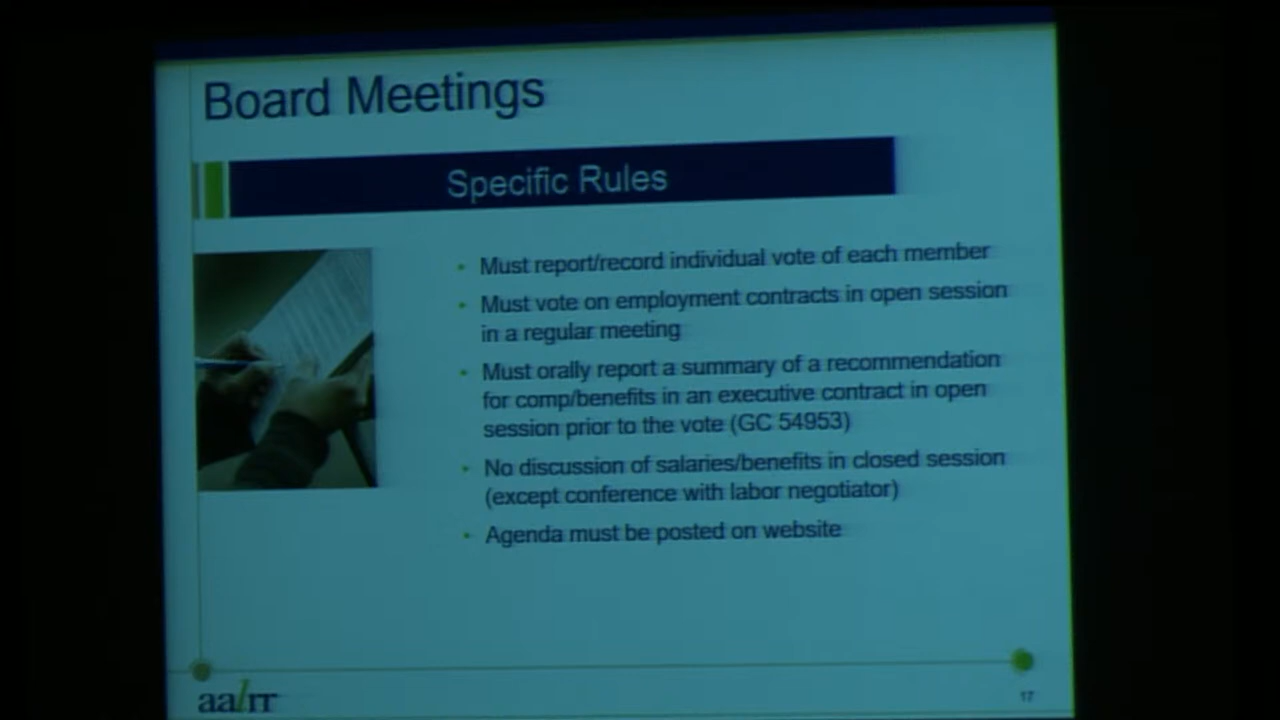 Board Meetings
Specific Rules
• Must report/record individual vote of each member
• Must vote on employment contracts in open session
in a regular meeting
• Must orally report a summary of a recommendation
for comp/benefits in an executive contract in open
session prior to the vote (GC 54953)
• No discussion of salaries/benefits in closed session
(except conference with labor negotiator)
• Agenda must be posted on website
aalrr
17